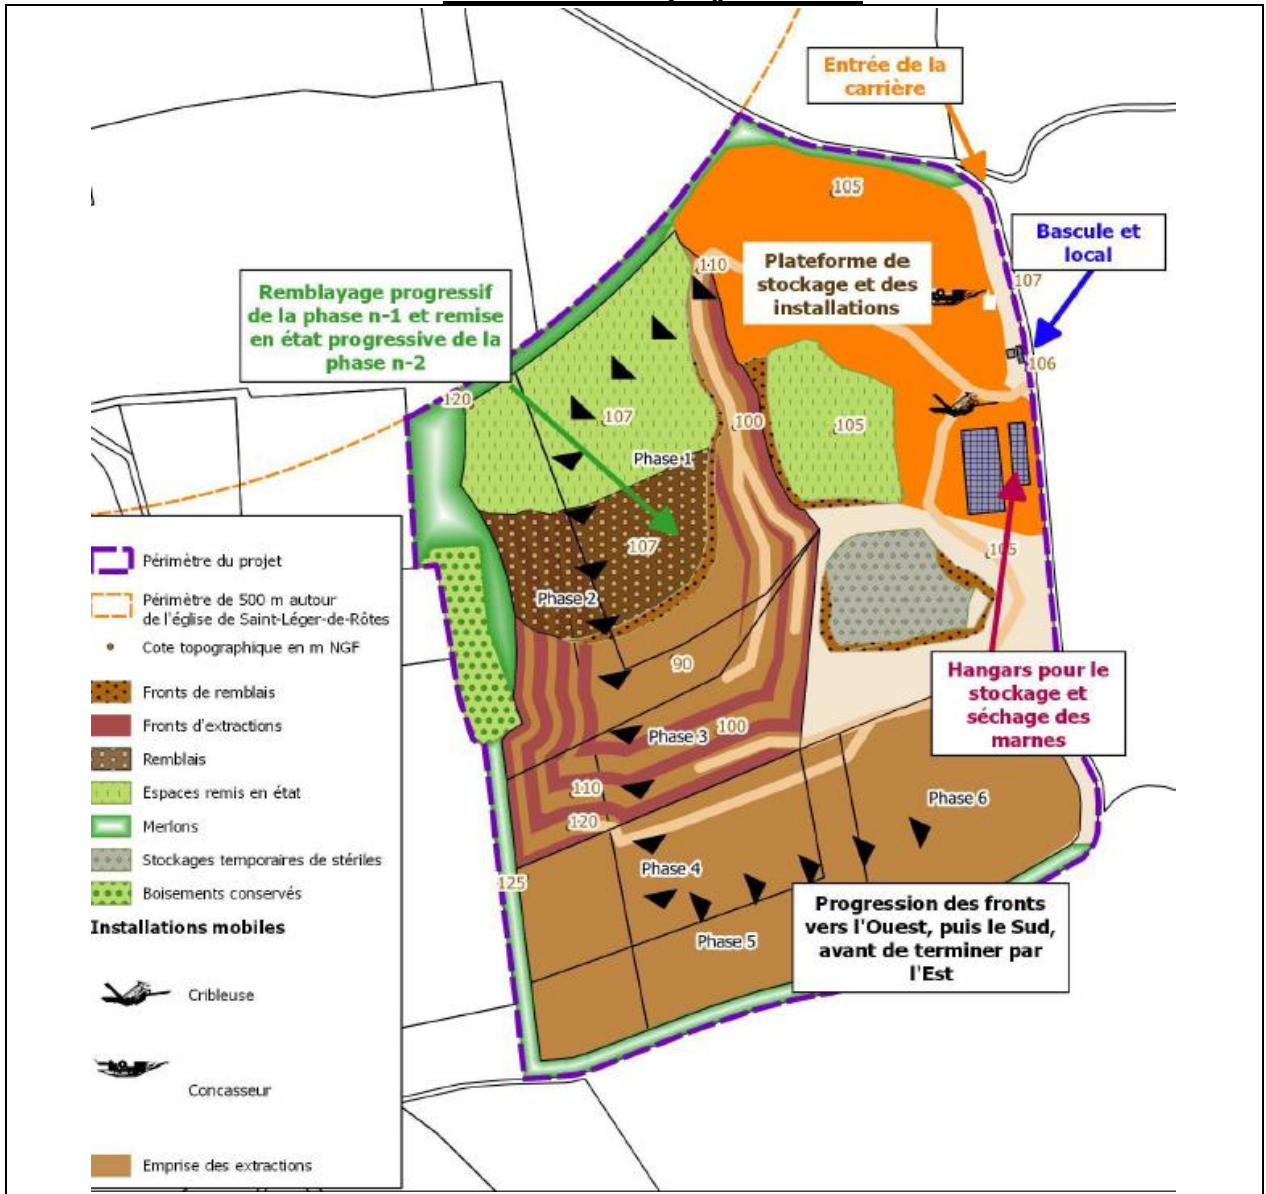 Entrée de la
carrière
105
Bascule et
local
110
Plateforme de
stockage et des
installations
107
Remblayage progressif
de la phase n-1 et remise
en état progressive de la
phase n-2
106
120
107
100
105
Phase 1
107
105
Phase 2
90
Hangars pour le
stockage et
séchage des
marnes
Phase 3
100
110
120
Phase 6
Phase 4
125
Phase 5
Progression des fronts
vers l'Ouest, puis le Sud,
avant de terminer par
l'Est
Périmètre du projet
Périmètre de 500 m autour
de l'église de Saint-Léger-de-Rôtes
Cote topographique en m NGF
Fronts de remblais
Fronts d'extractions
Remblais
Espaces remis en état
Merlons
Stockages temporaires de stériles
Boisements conservés
Installations mobiles
Cribleuse
Concasseur
Emprise des extractions